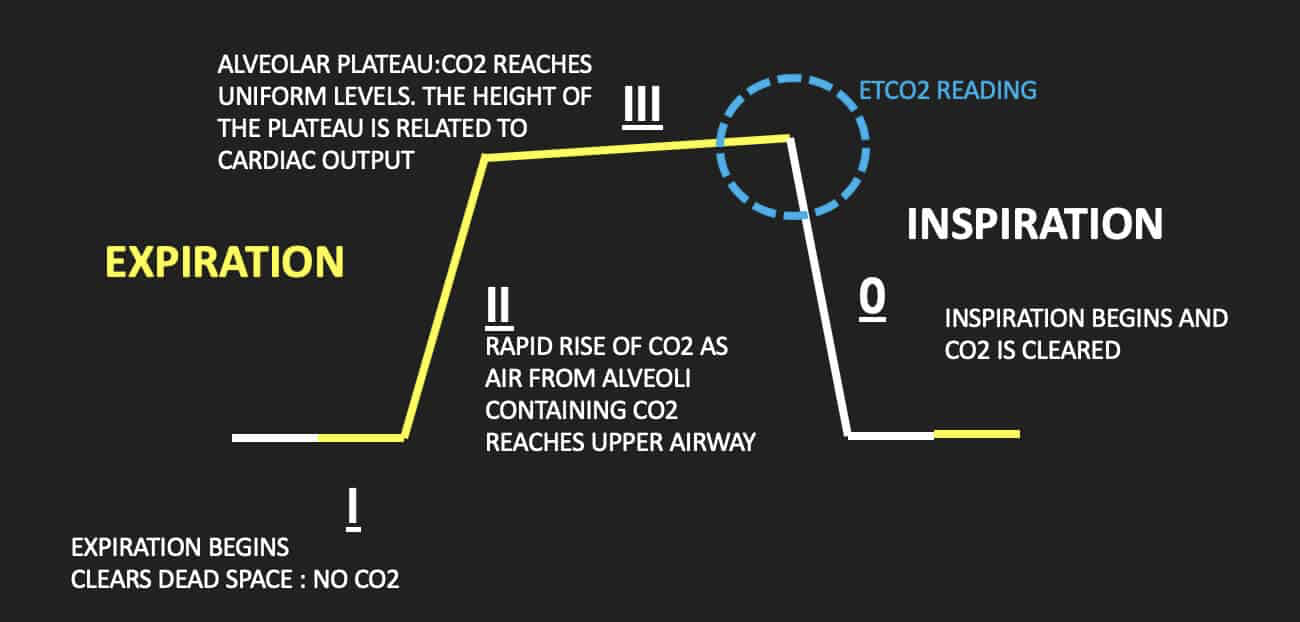 ALVEOLAR PLATEAU:CO2 REACHES
UNIFORM LEVELS. THE HEIGHT OF
THE PLATEAU IS RELATED TO
CARDIAC OUTPUT
III
ETCO2 READING
EXPIRATION
INSPIRATION
II
RAPID RISE OF CO2 AS
AIR FROM ALVEOLI
CONTAINING CO2
REACHES UPPER AIRWAY
0
INSPIRATION BEGINS AND
CO2 IS CLEARED
I
EXPIRATION BEGINS
CLEARS DEAD SPACE : NO CO2